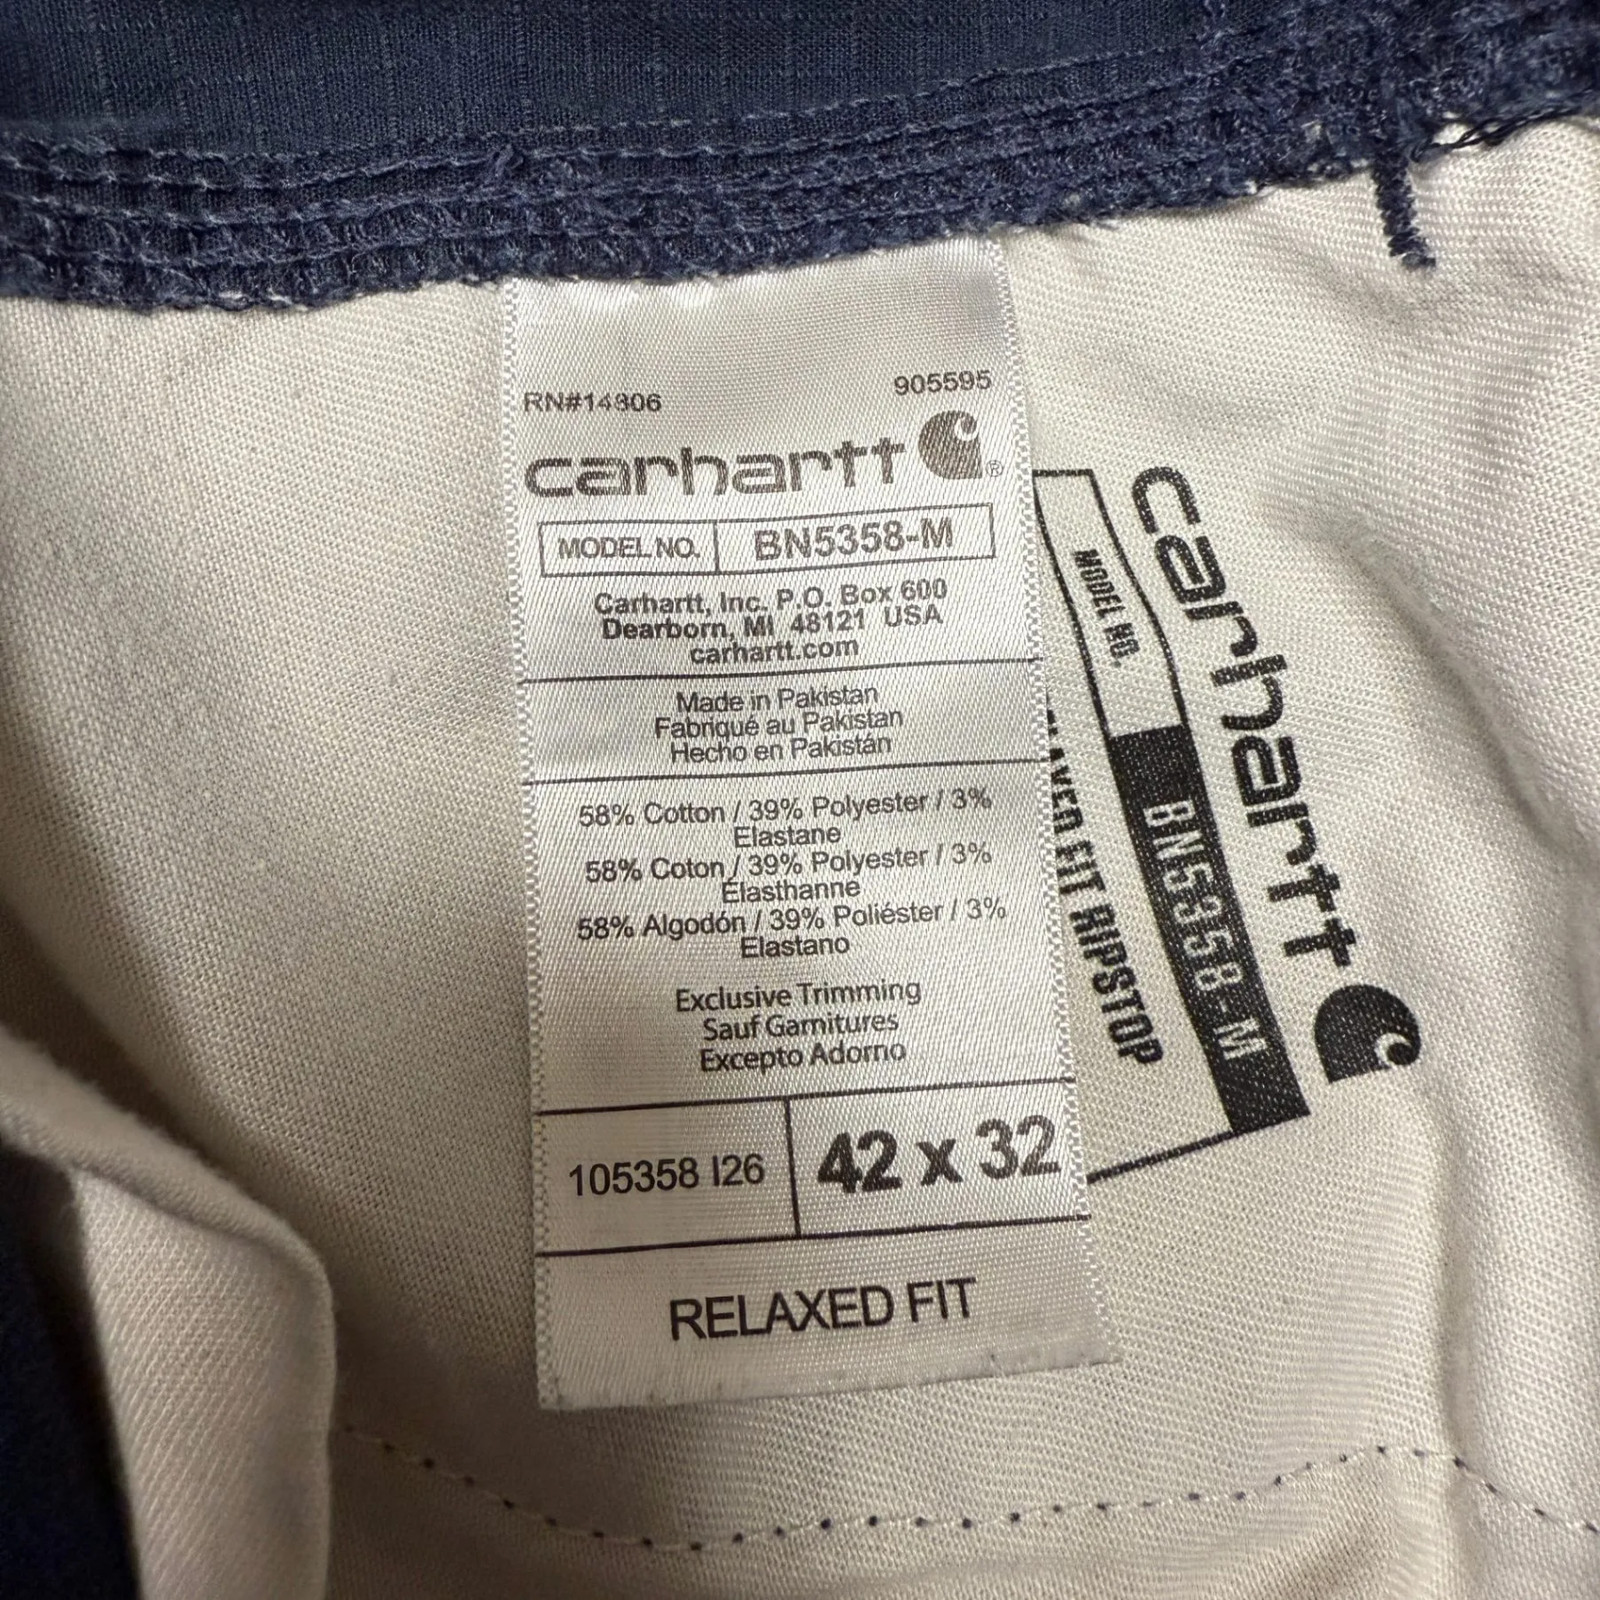 RN#14806
905595
carhartt
MODEL NO. BN5358-M
Carhartt, Inc. P.O. Box 600
Dearborn, MI 48121 USA
carhartt.com
Made in Pakistan
Fabriqué au Pakistan
Hecho en Pakistán
58% Cotton / 39% Polyester / 3%
Elastane
58% Coton / 39% Polyester / 3%
Élasthanne
58% Algodón / 39% Poliéster / 3%
Elastano
Exclusive Trimming
Sauf Garnitures
Excepto Adorno
105358 I26
42 x 32
RELAXED FIT
carhartt
MODEL NO. BN5358-M
FIT RIPSTOP